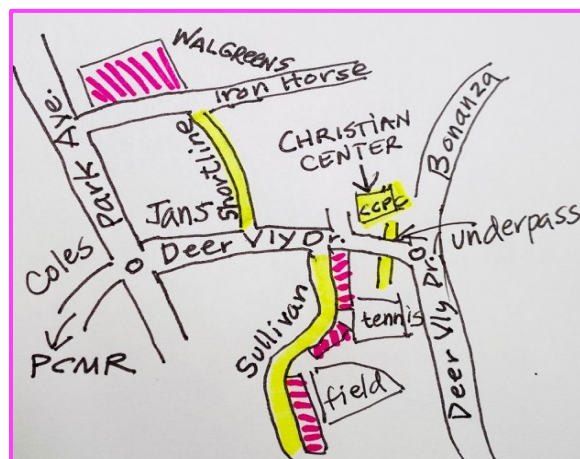 WALGREENS
Iron Horse
Park Ave.
Shortline
CHRISTIAN
CENTER
CCPC
Bonanza
Jans
Deer Vly Dr.
underpass
Coles
PCMR
Sullivan
tennis
field
Deer Vly Dr.